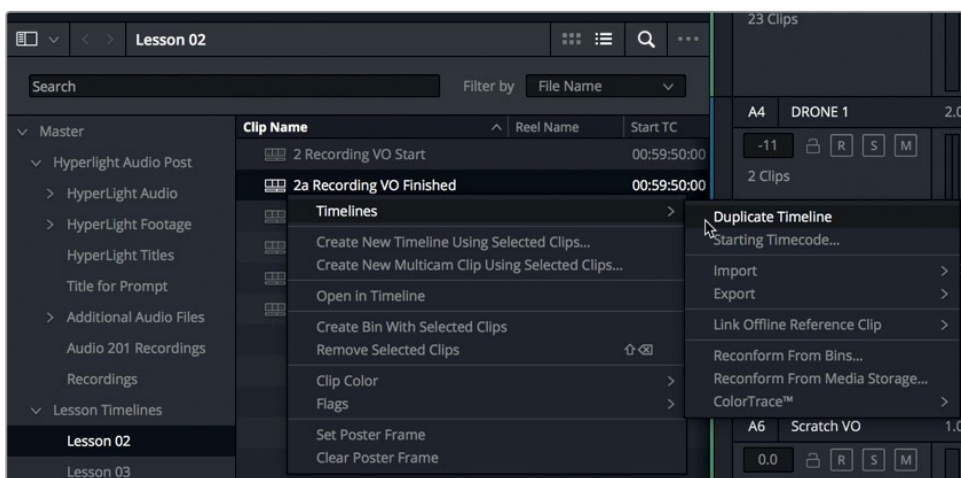 Lesson 02
Search
Filter by File Name
Master
Hyperlight Audio Post
HyperLight Audio
HyperLight Footage
HyperLight Titles
Title for Prompt
Additional Audio Files
Audio 201 Recordings
Recordings
Lesson Timelines
Lesson 02
Lesson 03
Clip Name Reel Name Start TC
2 Recording VO Start 00:59:50:00
2a Recording VO Finished 00:59:50:00
Timelines
Create New Timeline Using Selected Clips...
Create New Multicam Clip Using Selected Clips...
Open in Timeline
Create Bin With Selected Clips
Remove Selected Clips
Clip Color
Flags
Set Poster Frame
Clear Poster Frame
Duplicate Timeline
Starting Timecode...
Import
Export
Link Offline Reference Clip
Reconform From Bins...
Reconform From Media Storage...
ColorTrace™
23 Clips
A4 DRONE 1 2.0
-11 R S M
2 Clips
A6 Scratch VO 1.0
0.0 R S M